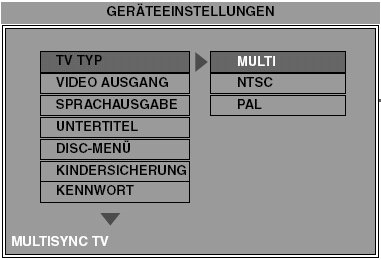 GERÄTEEINSTELLUNGEN
TV TYP MULTI
VIDEO AUSGANG NTSC
SPRACHAUSGABE PAL
UNTERTITEL
DISC-MENÜ
KINDERSICHERUNG
KENNWORT
MULTISYNC TV